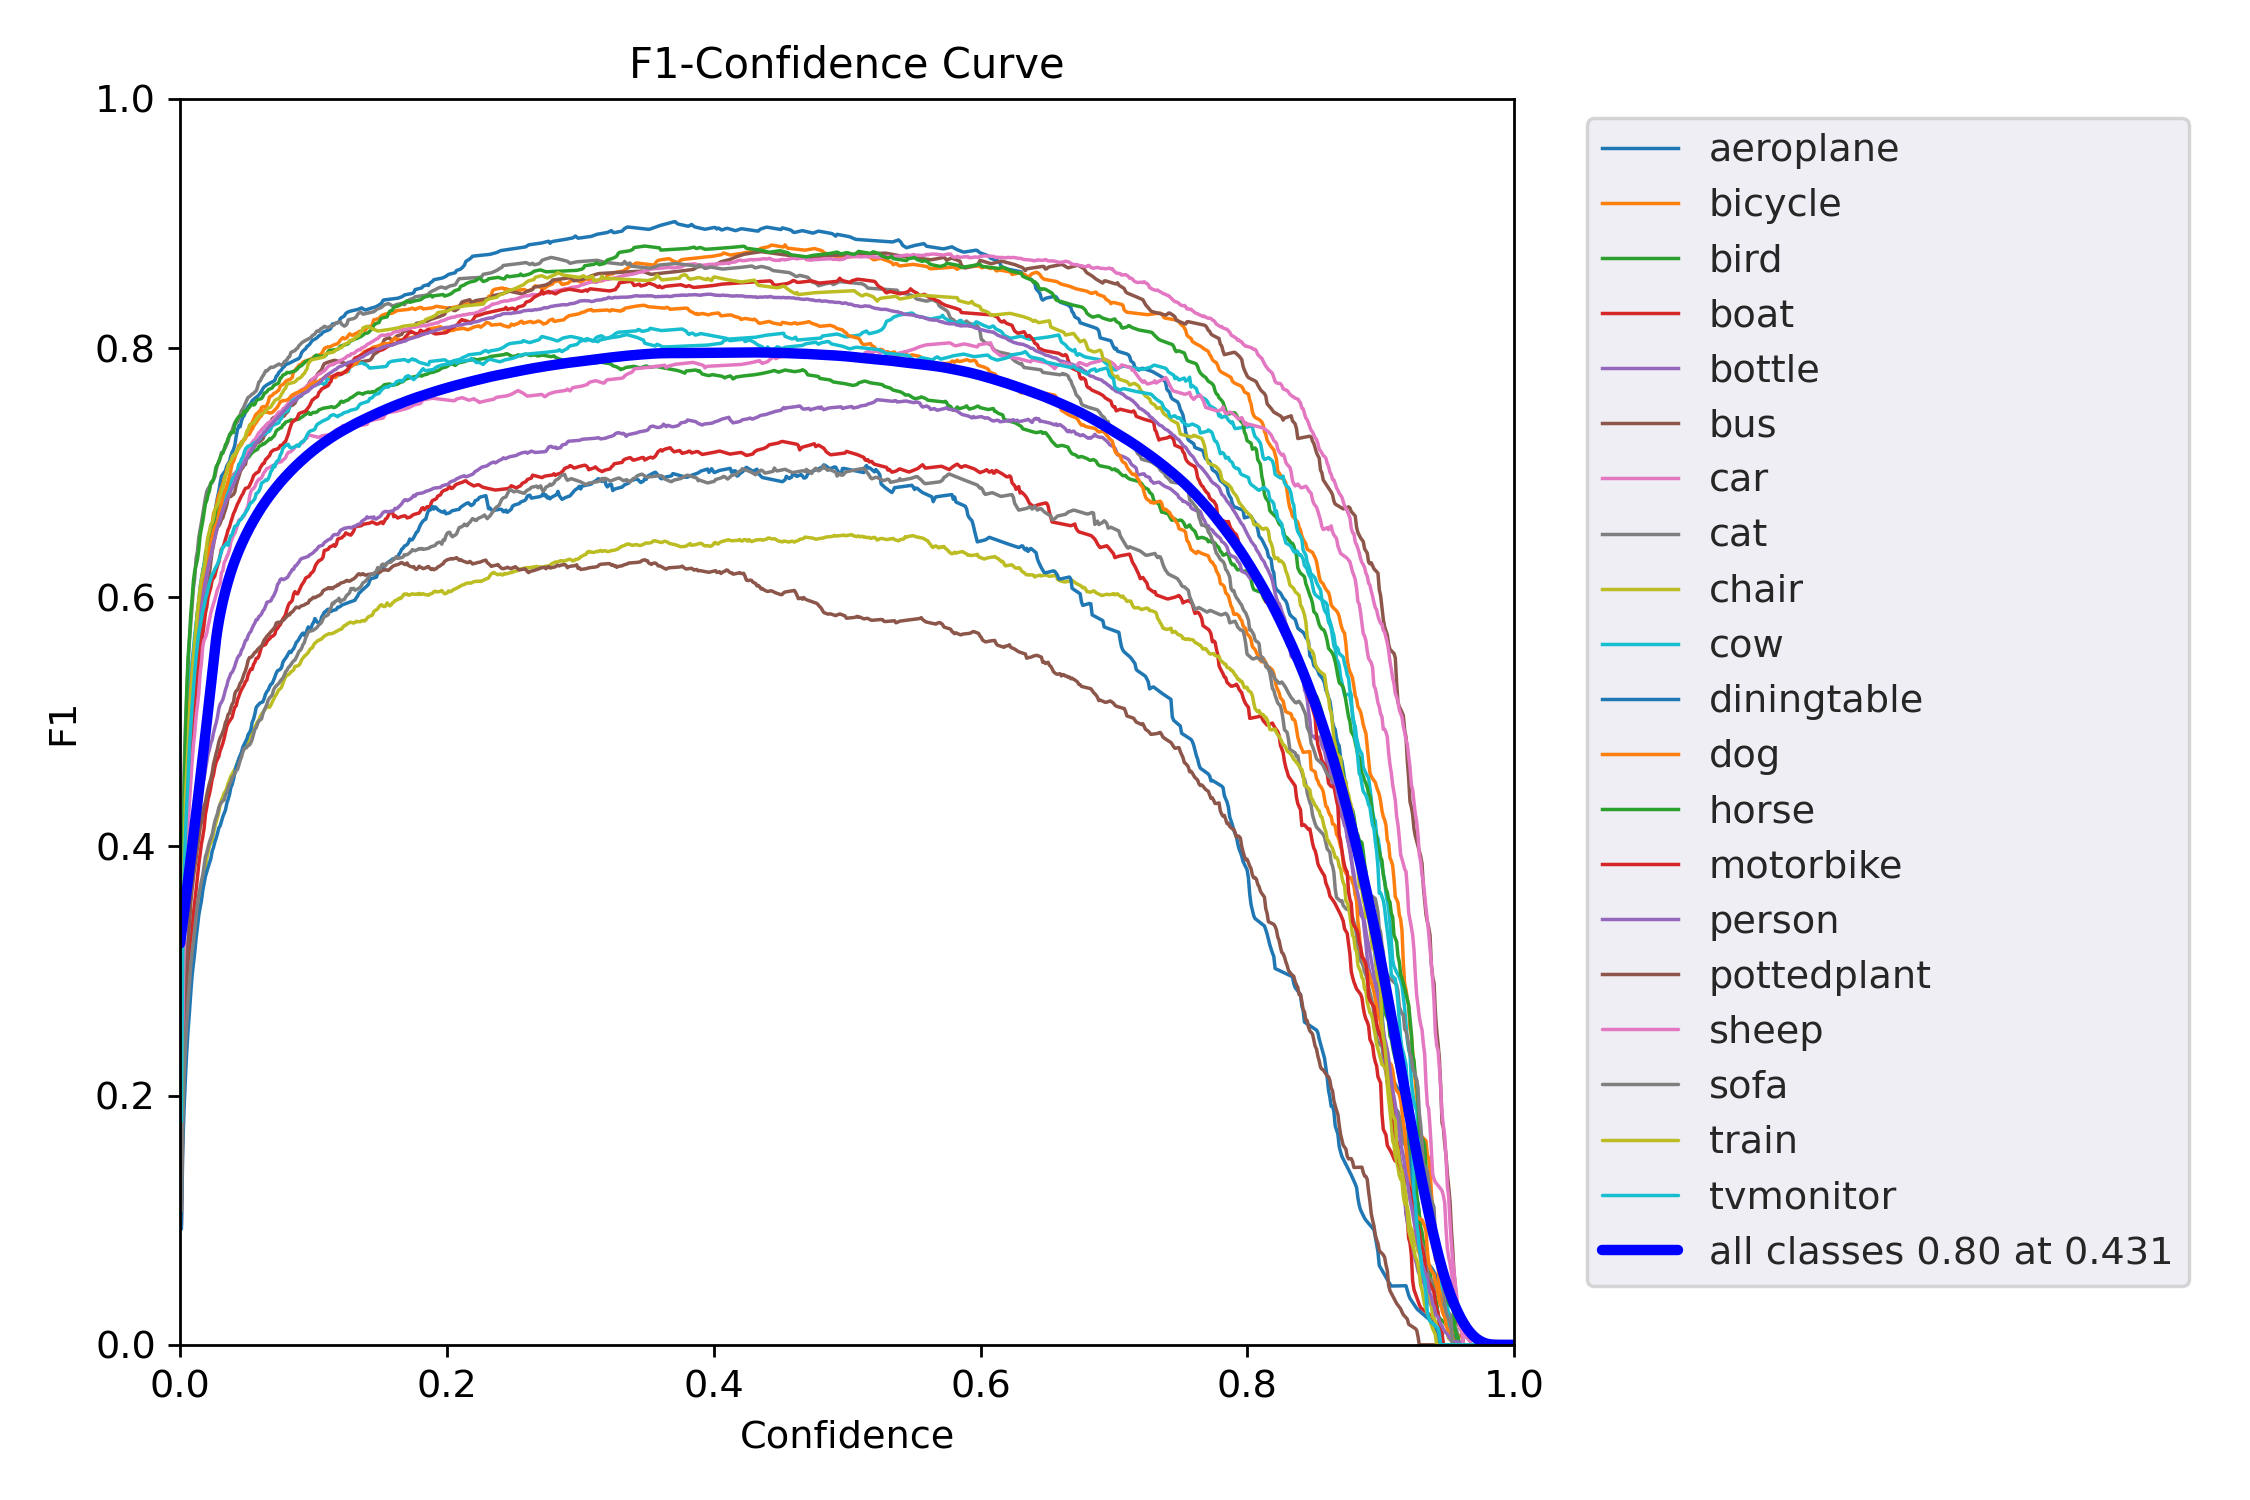 F1-Confidence Curve
1.0
0.8
0.6
0.4
0.2
0.0
F1
0.0 0.2 0.4 0.6 0.8 1.0
Confidence
aeroplane
bicycle
bird
boat
bottle
bus
car
cat
chair
cow
diningtable
dog
horse
motorbike
person
pottedplant
sheep
sofa
train
tvmonitor
all classes 0.80 at 0.431